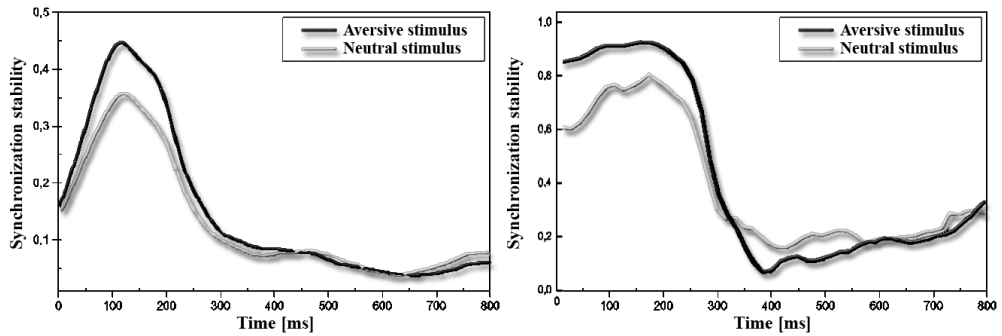 0,5
0,4
0,3
0,2
0,1
Synchronization stability
Aversive stimulus
Neutral stimulus
0 100 200 300 400 500 600 700 800
Time [ms]
1,0
0,8
0,6
0,4
0,2
0,0
Synchronization stability
Aversive stimulus
Neutral stimulus
0 100 200 300 400 500 600 700 800
Time [ms]